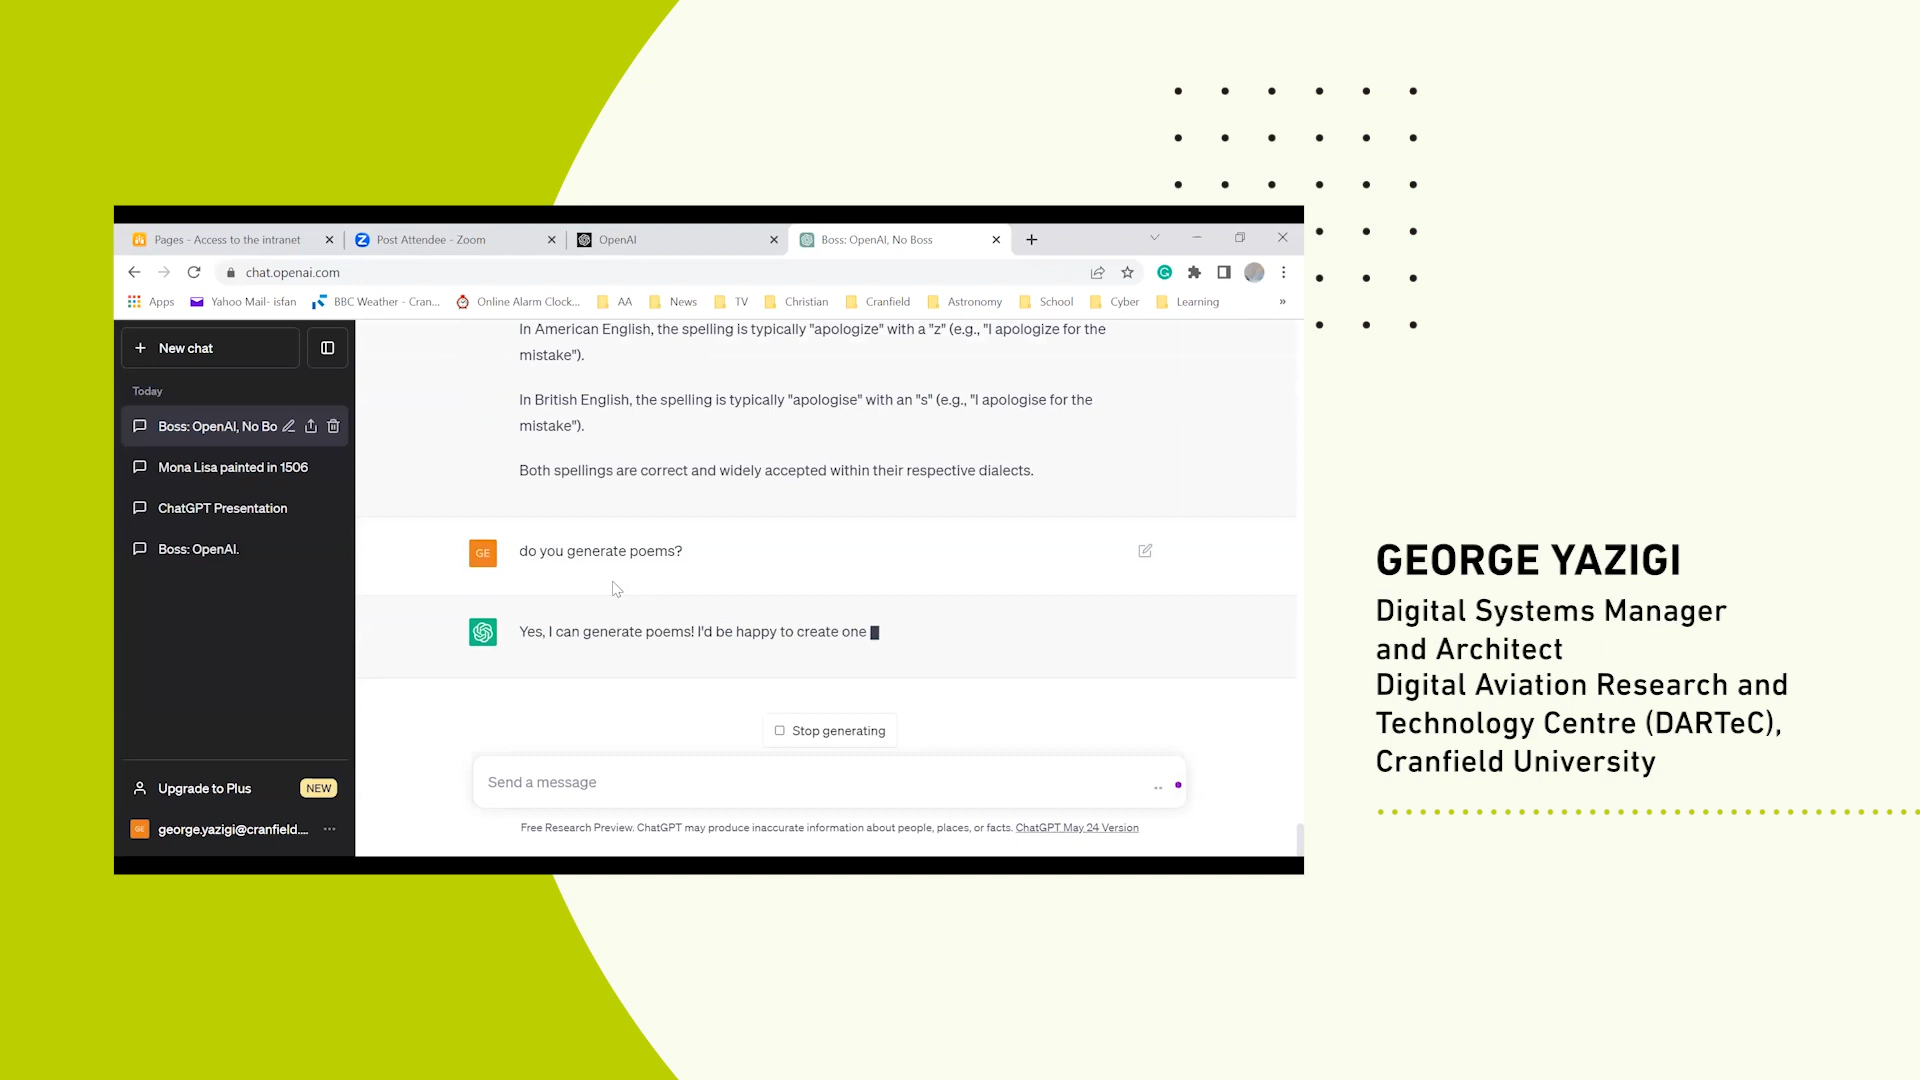 Pages - Access to the intranet
Post Attendee - Zoom
OpenAI
Boss: OpenAI, No Boss
chat.openai.com
Apps
Yahoo Mail- isfan
BBC Weather - Cran...
Online Alarm Clock...
AA
News
TV
Christian
Cranfield
Astronomy
School
Cyber
Learning
»
New chat
Today
Boss: OpenAI, No Bo
Mona Lisa painted in 1506
ChatGPT Presentation
Boss: OpenAI.
Upgrade to Plus
NEW
GE
george.yazigi@cranfield....
In American English, the spelling is typically "apologize" with a "z" (e.g., "I apologize for the
mistake").
In British English, the spelling is typically "apologise" with an "s" (e.g., "I apologise for the
mistake").
Both spellings are correct and widely accepted within their respective dialects.
GE
do you generate poems?
Yes, I can generate poems! I'd be happy to create one
Stop generating
Send a message
Free Research Preview. ChatGPT may produce inaccurate information about people, places, or facts. ChatGPT May 24 Version
GEORGE YAZIGI
Digital Systems Manager
and Architect
Digital Aviation Research and
Technology Centre (DARTeC),
Cranfield University